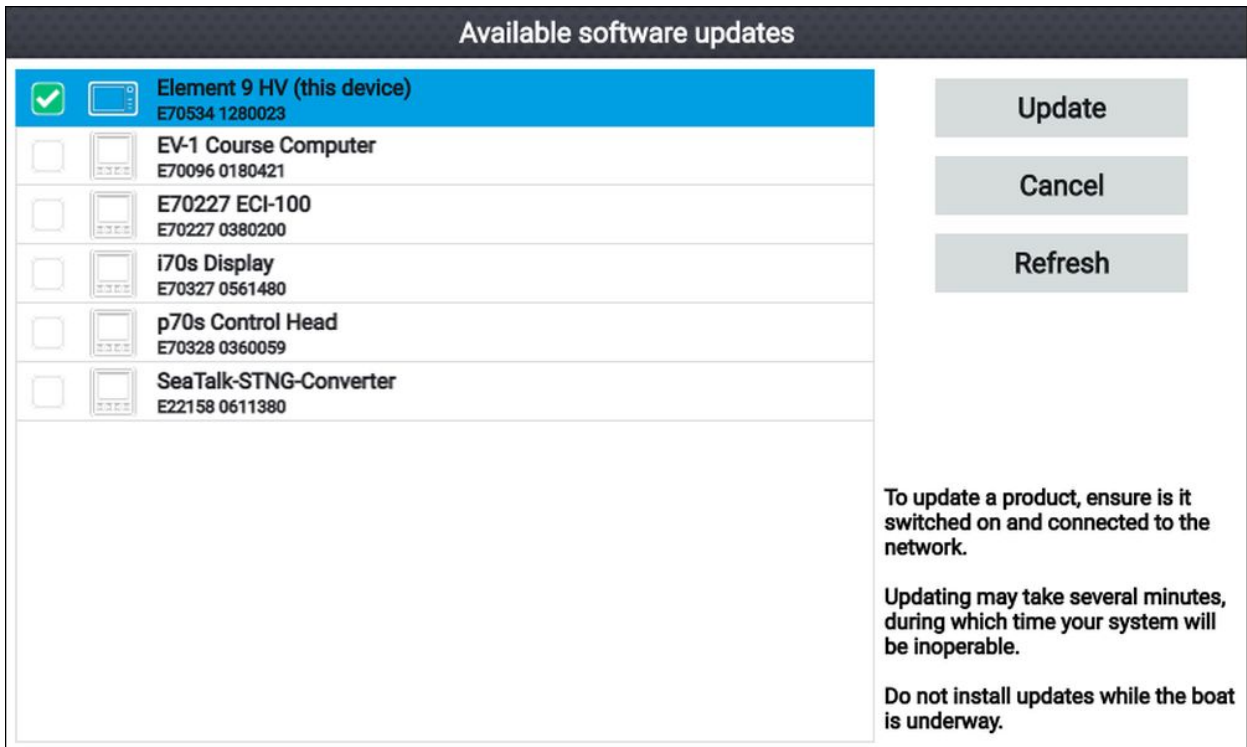 Available software updates
Element 9 HV (this device)
E70534 1280023
EV-1 Course Computer
E70096 0180421
E70227 ECI-100
E70227 0380200
i70s Display
E70327 0561480
p70s Control Head
E70328 0360059
SeaTalk-STNG-Converter
E22158 0611380
Update
Cancel
Refresh
To update a product, ensure is it
switched on and connected to the
network.
Updating may take several minutes,
during which time your system will
be inoperable.
Do not install updates while the boat
is underway.